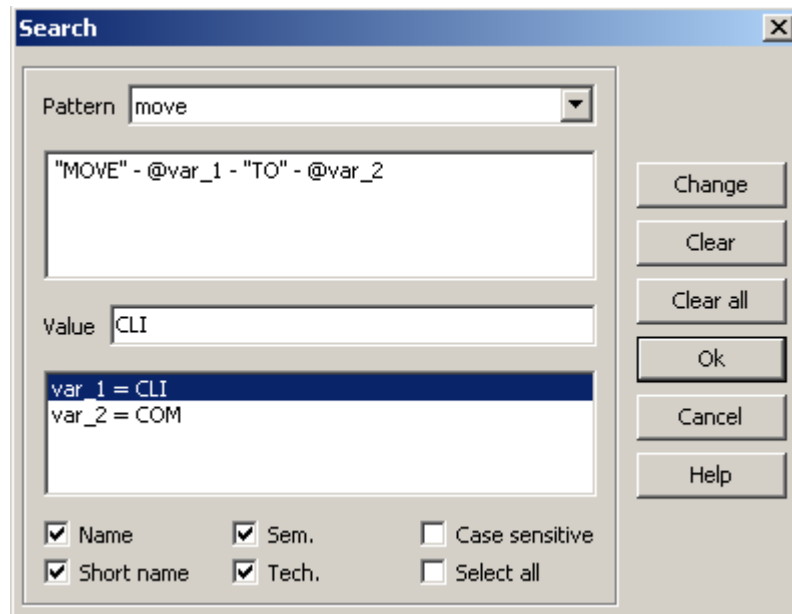 Search
Pattern move
"MOVE" - @var_1 - "TO" - @var_2
Value CLI
var_1 = CLI
var_2 = COM
Name Sem. Case sensitive
Short name Tech. Select all
Change
Clear
Clear all
Ok
Cancel
Help